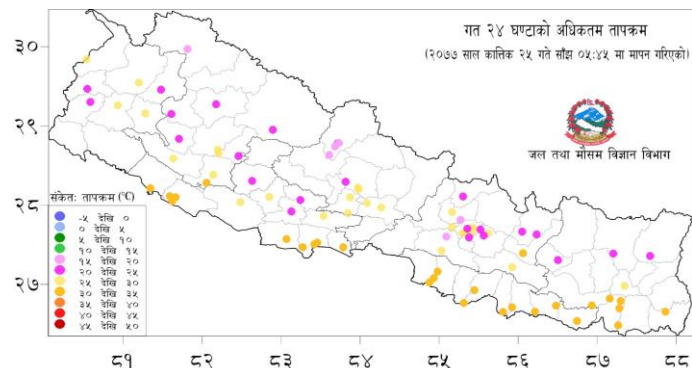 गत २४ घण्टाको अधिकतम तापक्रम
(२०७७ साल कात्तिक २५ गते साँझ ०५:४५ मा मापन गरिएको)
जल तथा मौसम विज्ञान विभाग
३०
२९
२८
२७
संकेत: तापक्रम (°C)
-५ देखि ०
० देखि ५
५ देखि १०
१० देखि १५
१५ देखि २०
२० देखि २५
२५ देखि ३०
३० देखि ३५
३५ देखि ४०
४० देखि ४५
४५ देखि ५०
८१ ८२ ८३ ८४ ८५ ८६ ८७ ८८